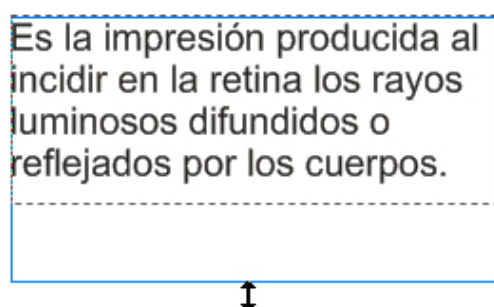 Es la impresión producida al
incidir en la retina los rayos
luminosos difundidos o
reflejados por los cuerpos.